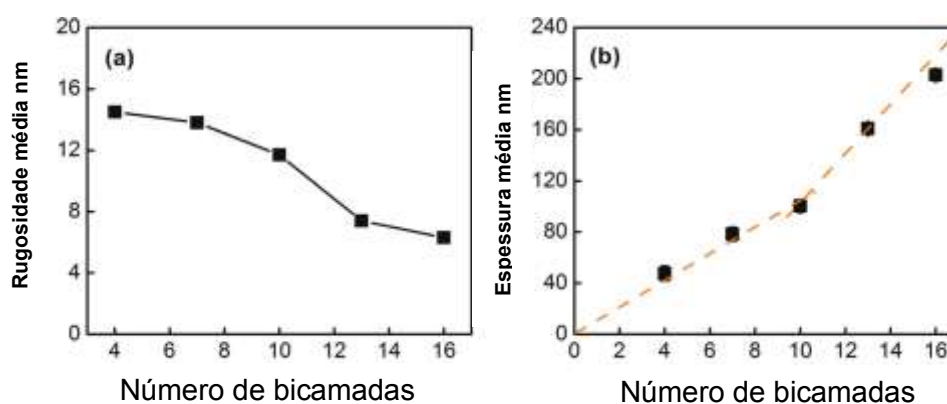 (a)
Rugosidade média nm
20
16
12
8
4
0
4 6 8 10 12 14 16
Número de bicamadas
(b)
Espessura média nm
240
200
160
120
80
40
0
0 2 4 6 8 10 12 14 16
Número de bicamadas